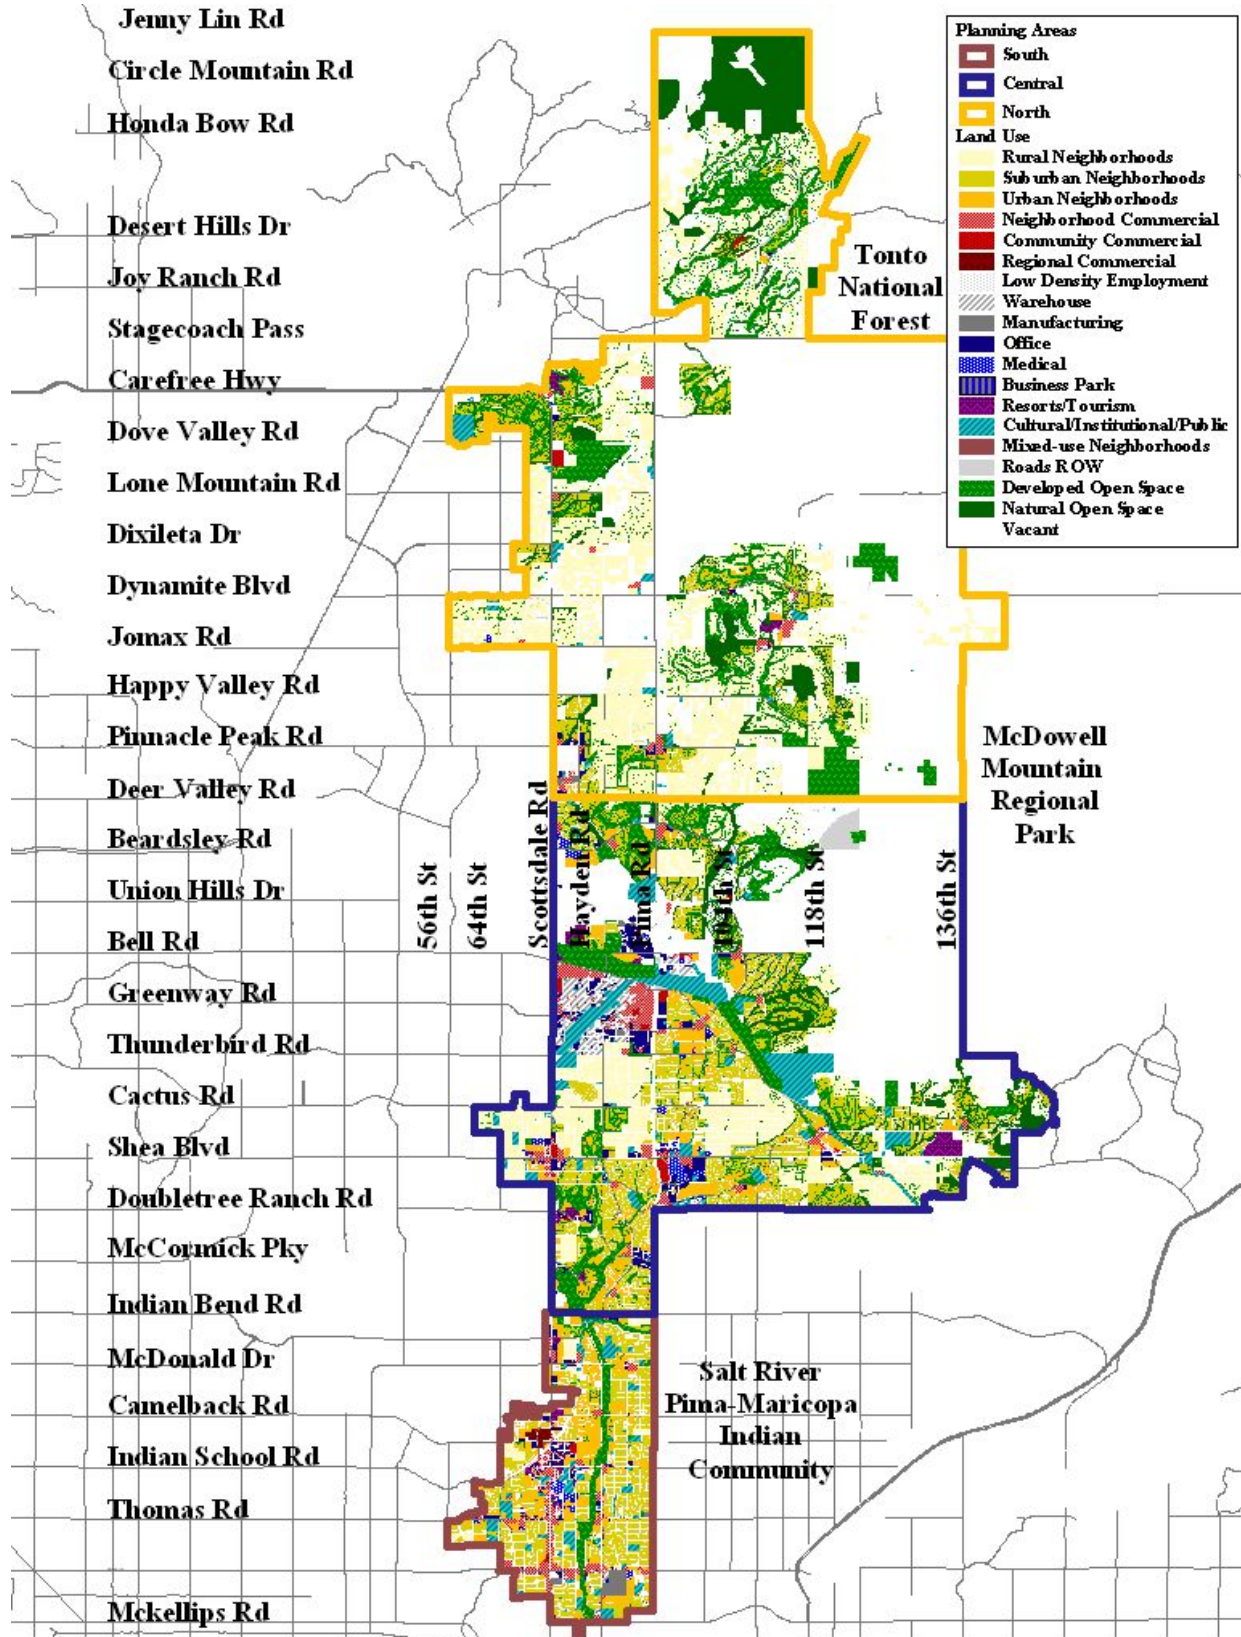 Jenny Lin Rd
Circle Mountain Rd
Honda Bow Rd
Desert Hills Dr
Joy Ranch Rd
Stagecoach Pass
Carefree Hwy
Dove Valley Rd
Lone Mountain Rd
Dixileta Dr
Dynamite Blvd
Jomax Rd
Happy Valley Rd
Pinnacle Peak Rd
Deer Valley Rd
Beardsley Rd
Union Hills Dr
Bell Rd
Greenway Rd
Thunderbird Rd
Cactus Rd
Shea Blvd
Doubletree Ranch Rd
McCormick Pky
Indian Bend Rd
McDonald Dr
Camelback Rd
Indian School Rd
Thomas Rd
Mckellips Rd
56th St
64th St
Scottsdale Rd
Hayden Rd
Pima Rd
104th St
118th St
136th St
Tonto
National
Forest
McDowell
Mountain
Regional
Park
Salt River
Pima-Maricopa
Indian
Community
Planning Areas
South
Central
North
Land Use
Rural Neighborhoods
Suburban Neighborhoods
Urban Neighborhoods
Neighborhood Commercial
Community Commercial
Regional Commercial
Low Density Employment
Warehouse
Manufacturing
Office
Medical
Business Park
Resorts/Tourism
Cultural/Institutional/Public
Mixed-use Neighborhoods
Roads ROW
Developed Open Space
Natural Open Space
Vacant